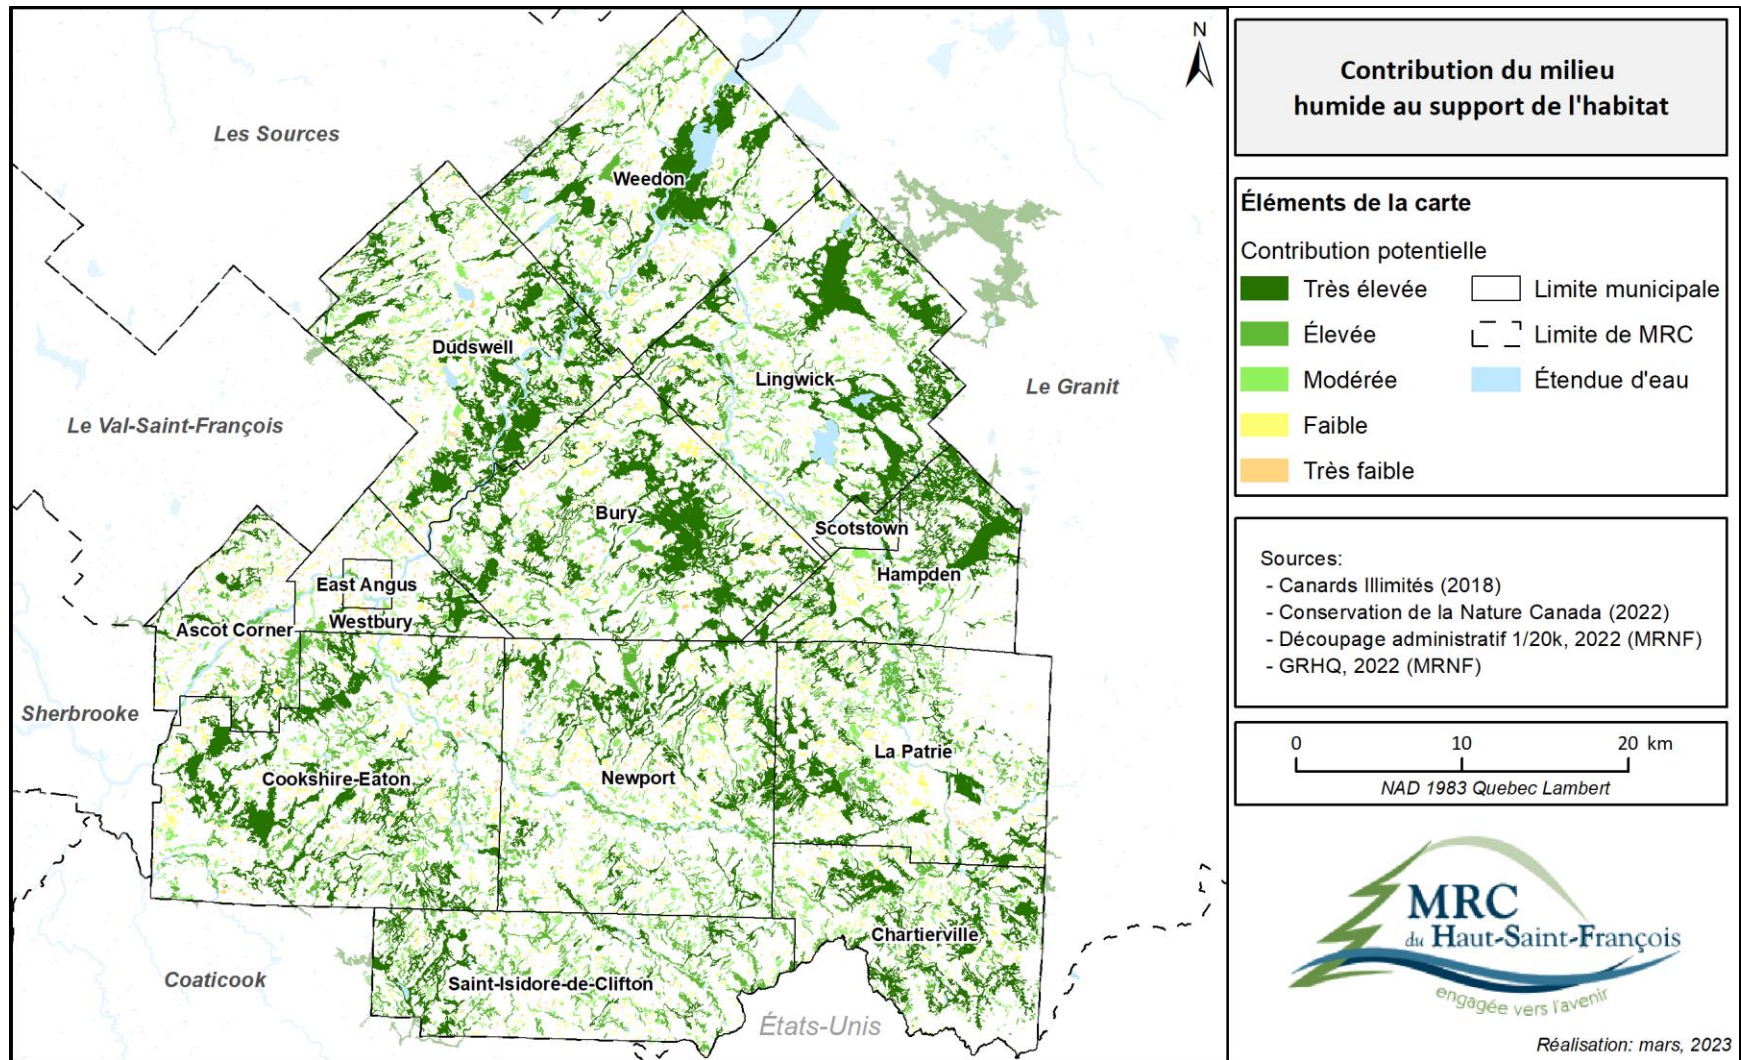 Contribution du milieu
humide au support de l'habitat
N
Éléments de la carte
Contribution potentielle
Très élevée
Élevée
Modérée
Faible
Très faible
Limite municipale
Limite de MRC
Étendue d'eau
Sources:
- Canards Illimités (2018)
- Conservation de la Nature Canada (2022)
- Découpage administratif 1/20k, 2022 (MRNF)
- GRHQ, 2022 (MRNF)
0 10 20 km
NAD 1983 Quebec Lambert
MRC
du Haut-Saint-François
engagée vers l'avenir
Réalisation: mars, 2023
Les Sources
Weedon
Dudswell
Lingwick
Le Granit
Le Val-Saint-François
Bury
Scotstown
Hampden
East Angus
Westbury
Ascot Corner
Sherbrooke
Cookshire-Eaton
Newport
La Patrie
Chartierville
Coaticook
Saint-Isidore-de-Clifton
États-Unis